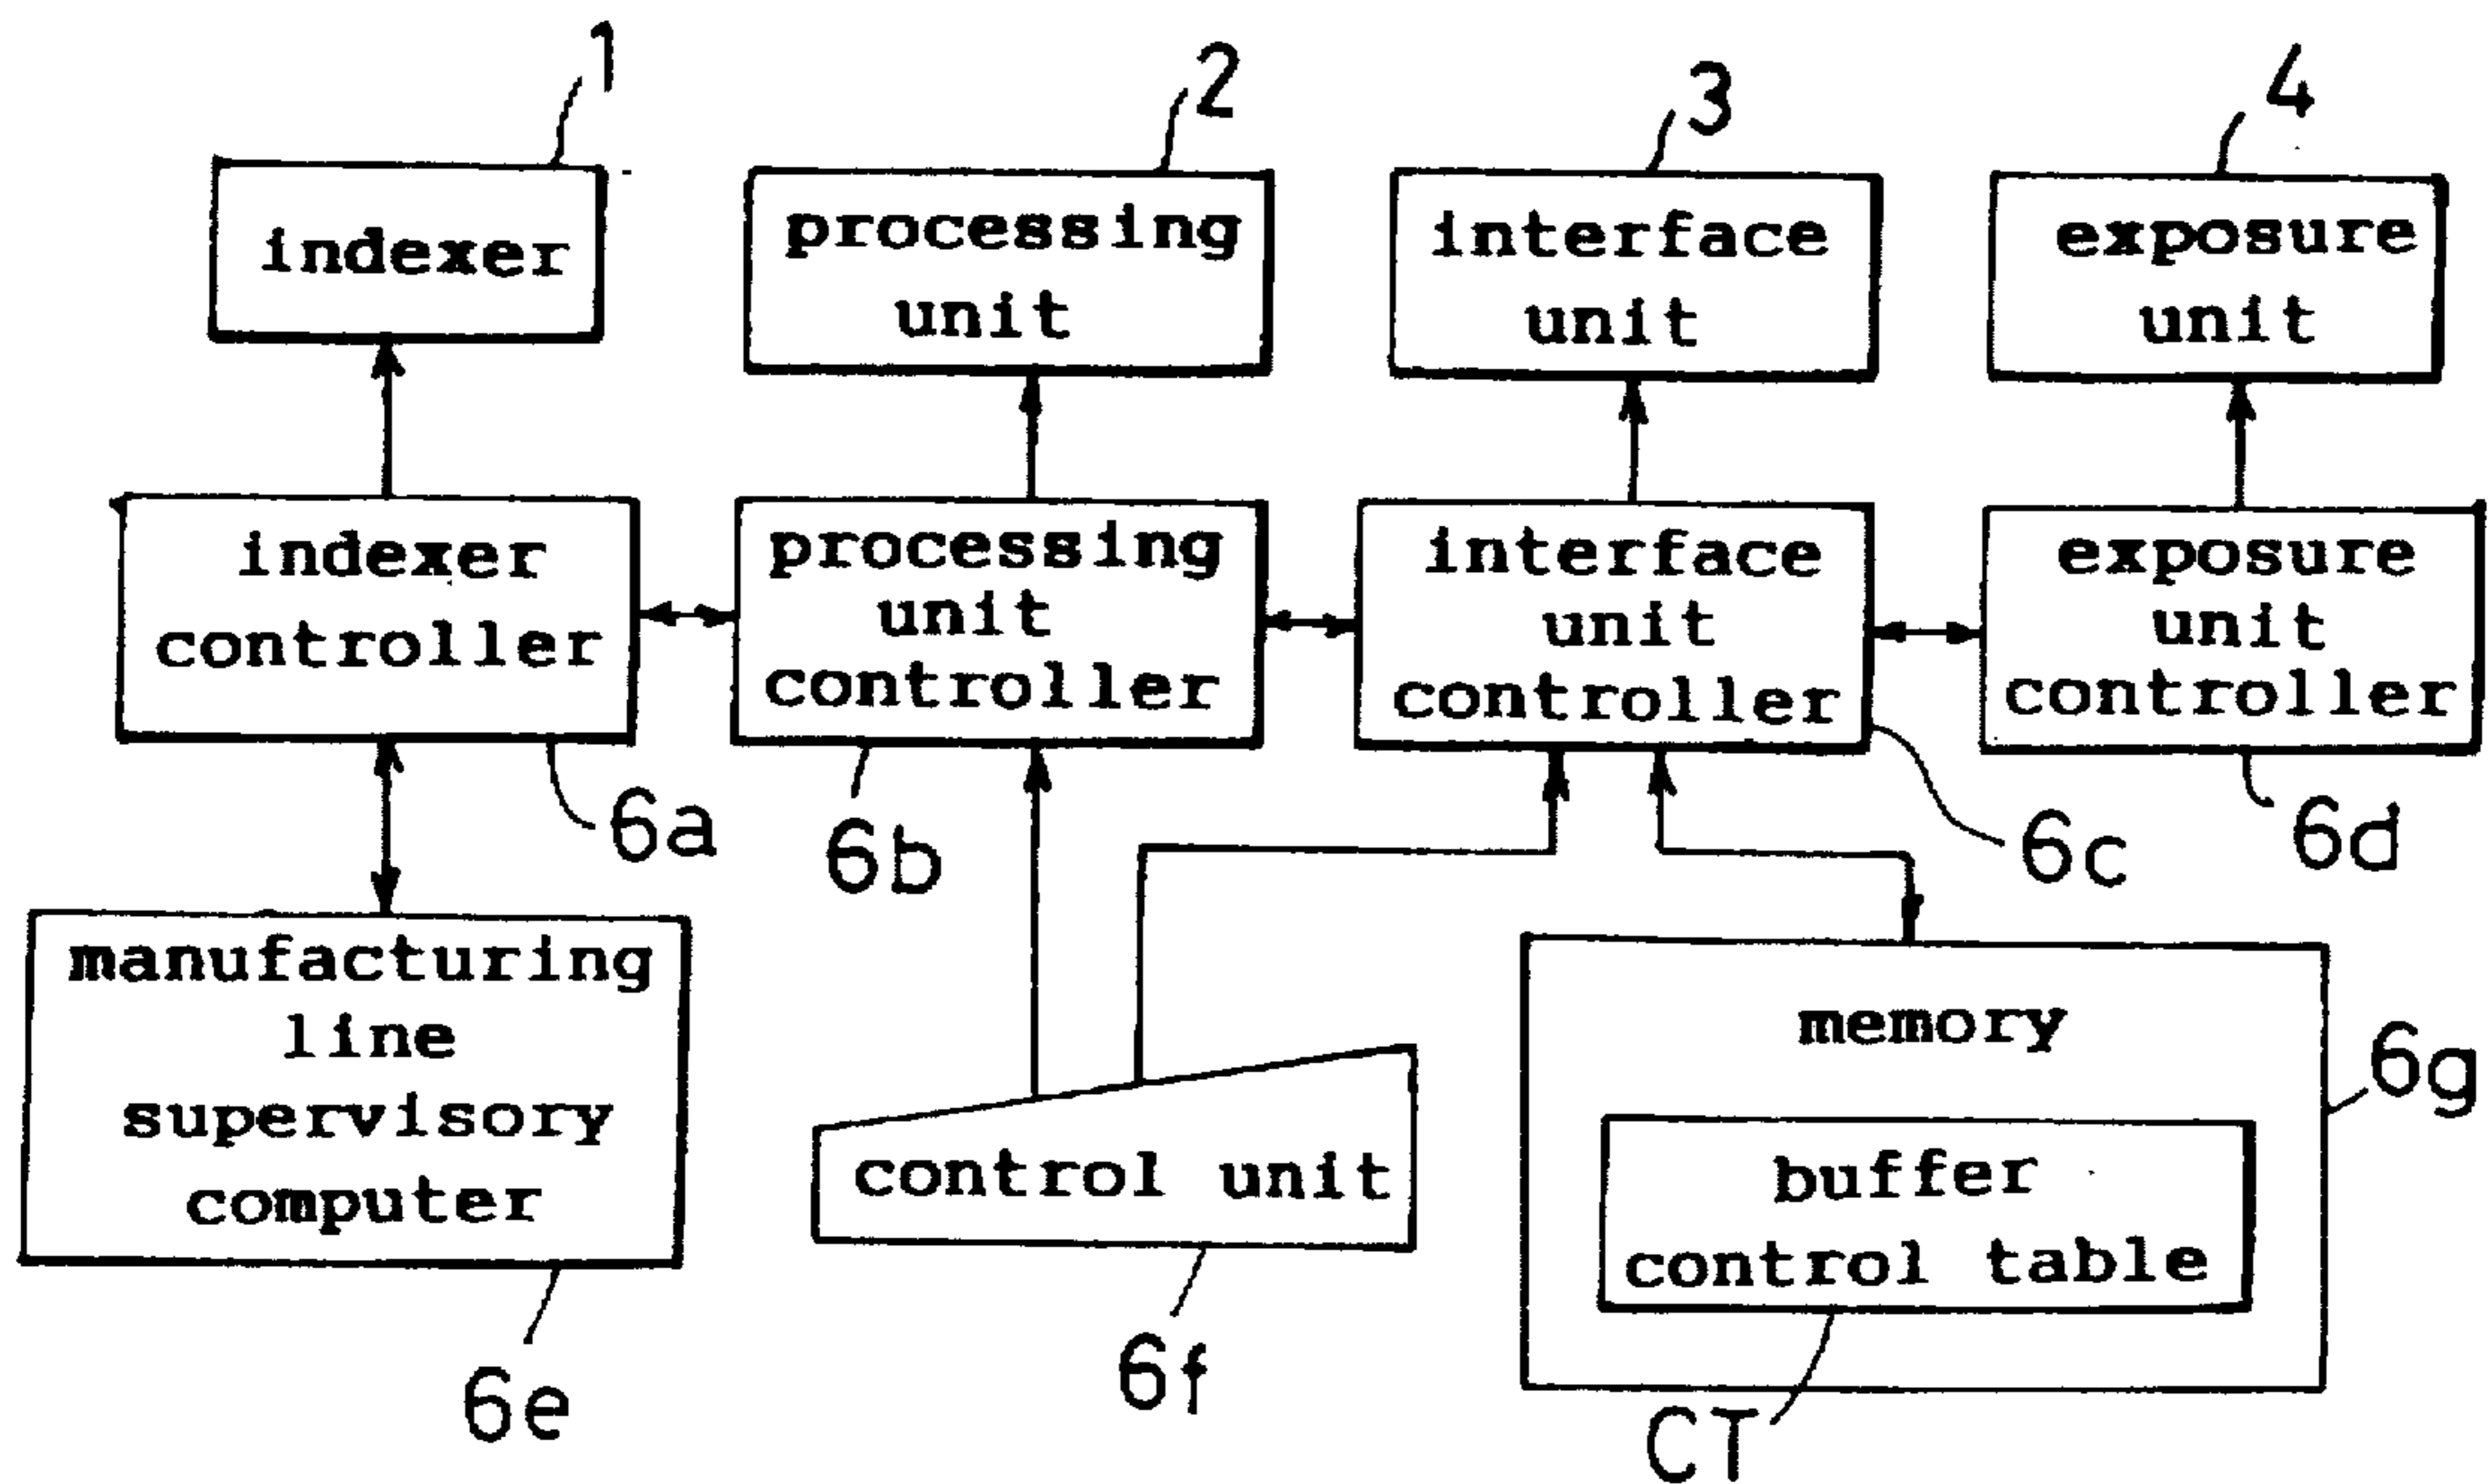 1
2
3
4
indexer
processing
unit
interface
unit
exposure
unit
indexer
controller
processing
unit
controller
interface
unit
controller
exposure
unit
controller
6a
6b
6c
6d
manufacturing
line
supervisory
computer
control unit
memory
buffer
control table
6g
6e
6f
CT